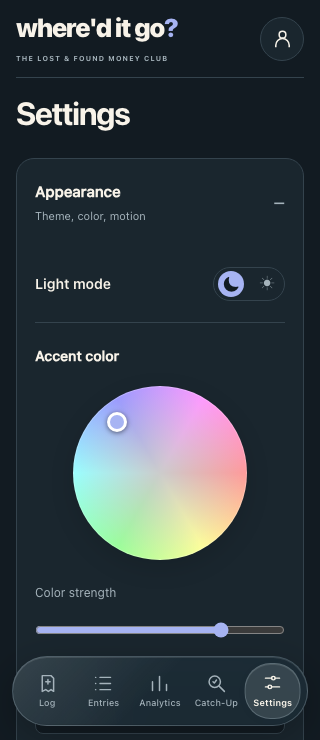 where'd it go?
THE LOST & FOUND MONEY CLUB
Settings
Appearance
Theme, color, motion
Light mode
Accent color
Color strength
Log
Entries
Analytics
Catch-Up
Settings